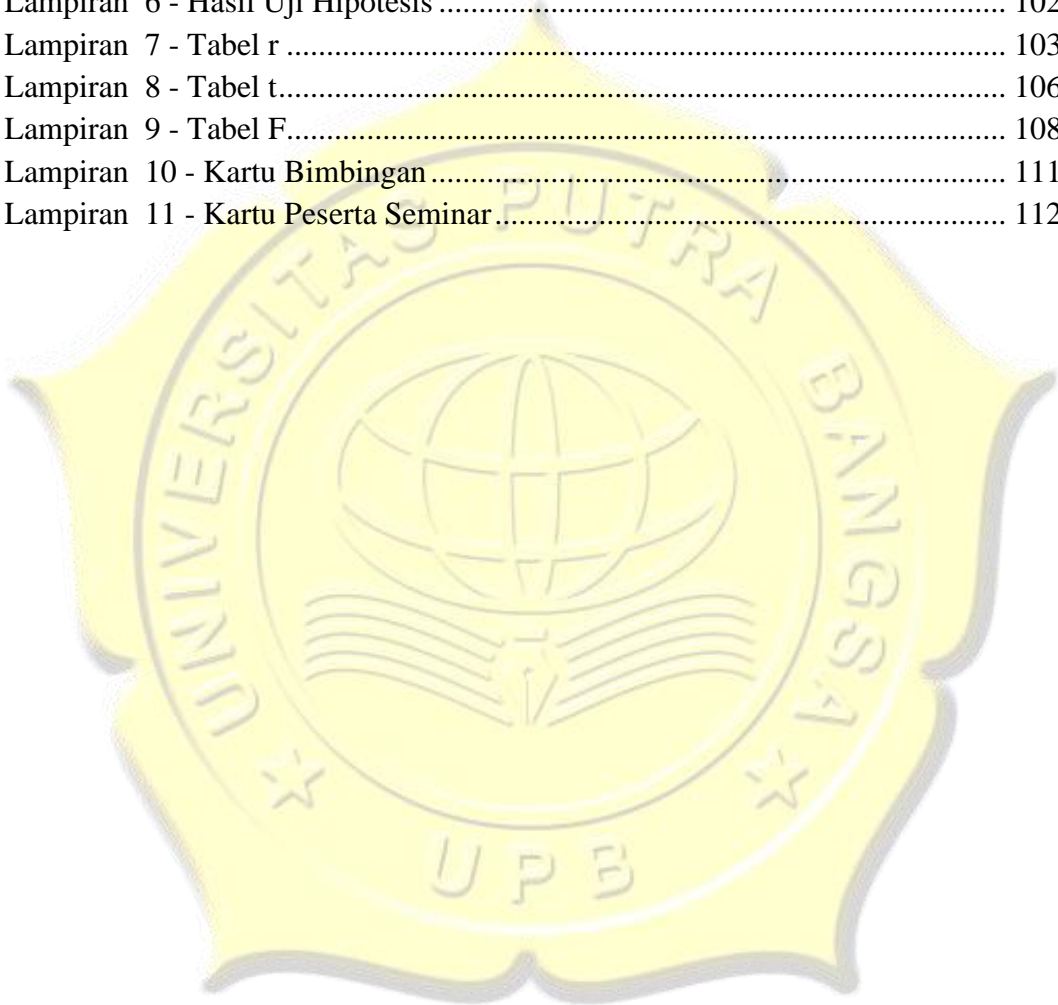 Lampiran  6 - Hasil Uji Hipotesis ........................................................................ 102
Lampiran  7 - Tabel r ............................................................................................ 103
Lampiran  8 - Tabel t............................................................................................. 106
Lampiran  9 - Tabel F............................................................................................ 108
Lampiran  10 - Kartu Bimbingan ......................................................................... 111
Lampiran  11 - Kartu Peserta Seminar ................................................................. 112
UNIVERSITAS PUTRA BANGSA
UPB